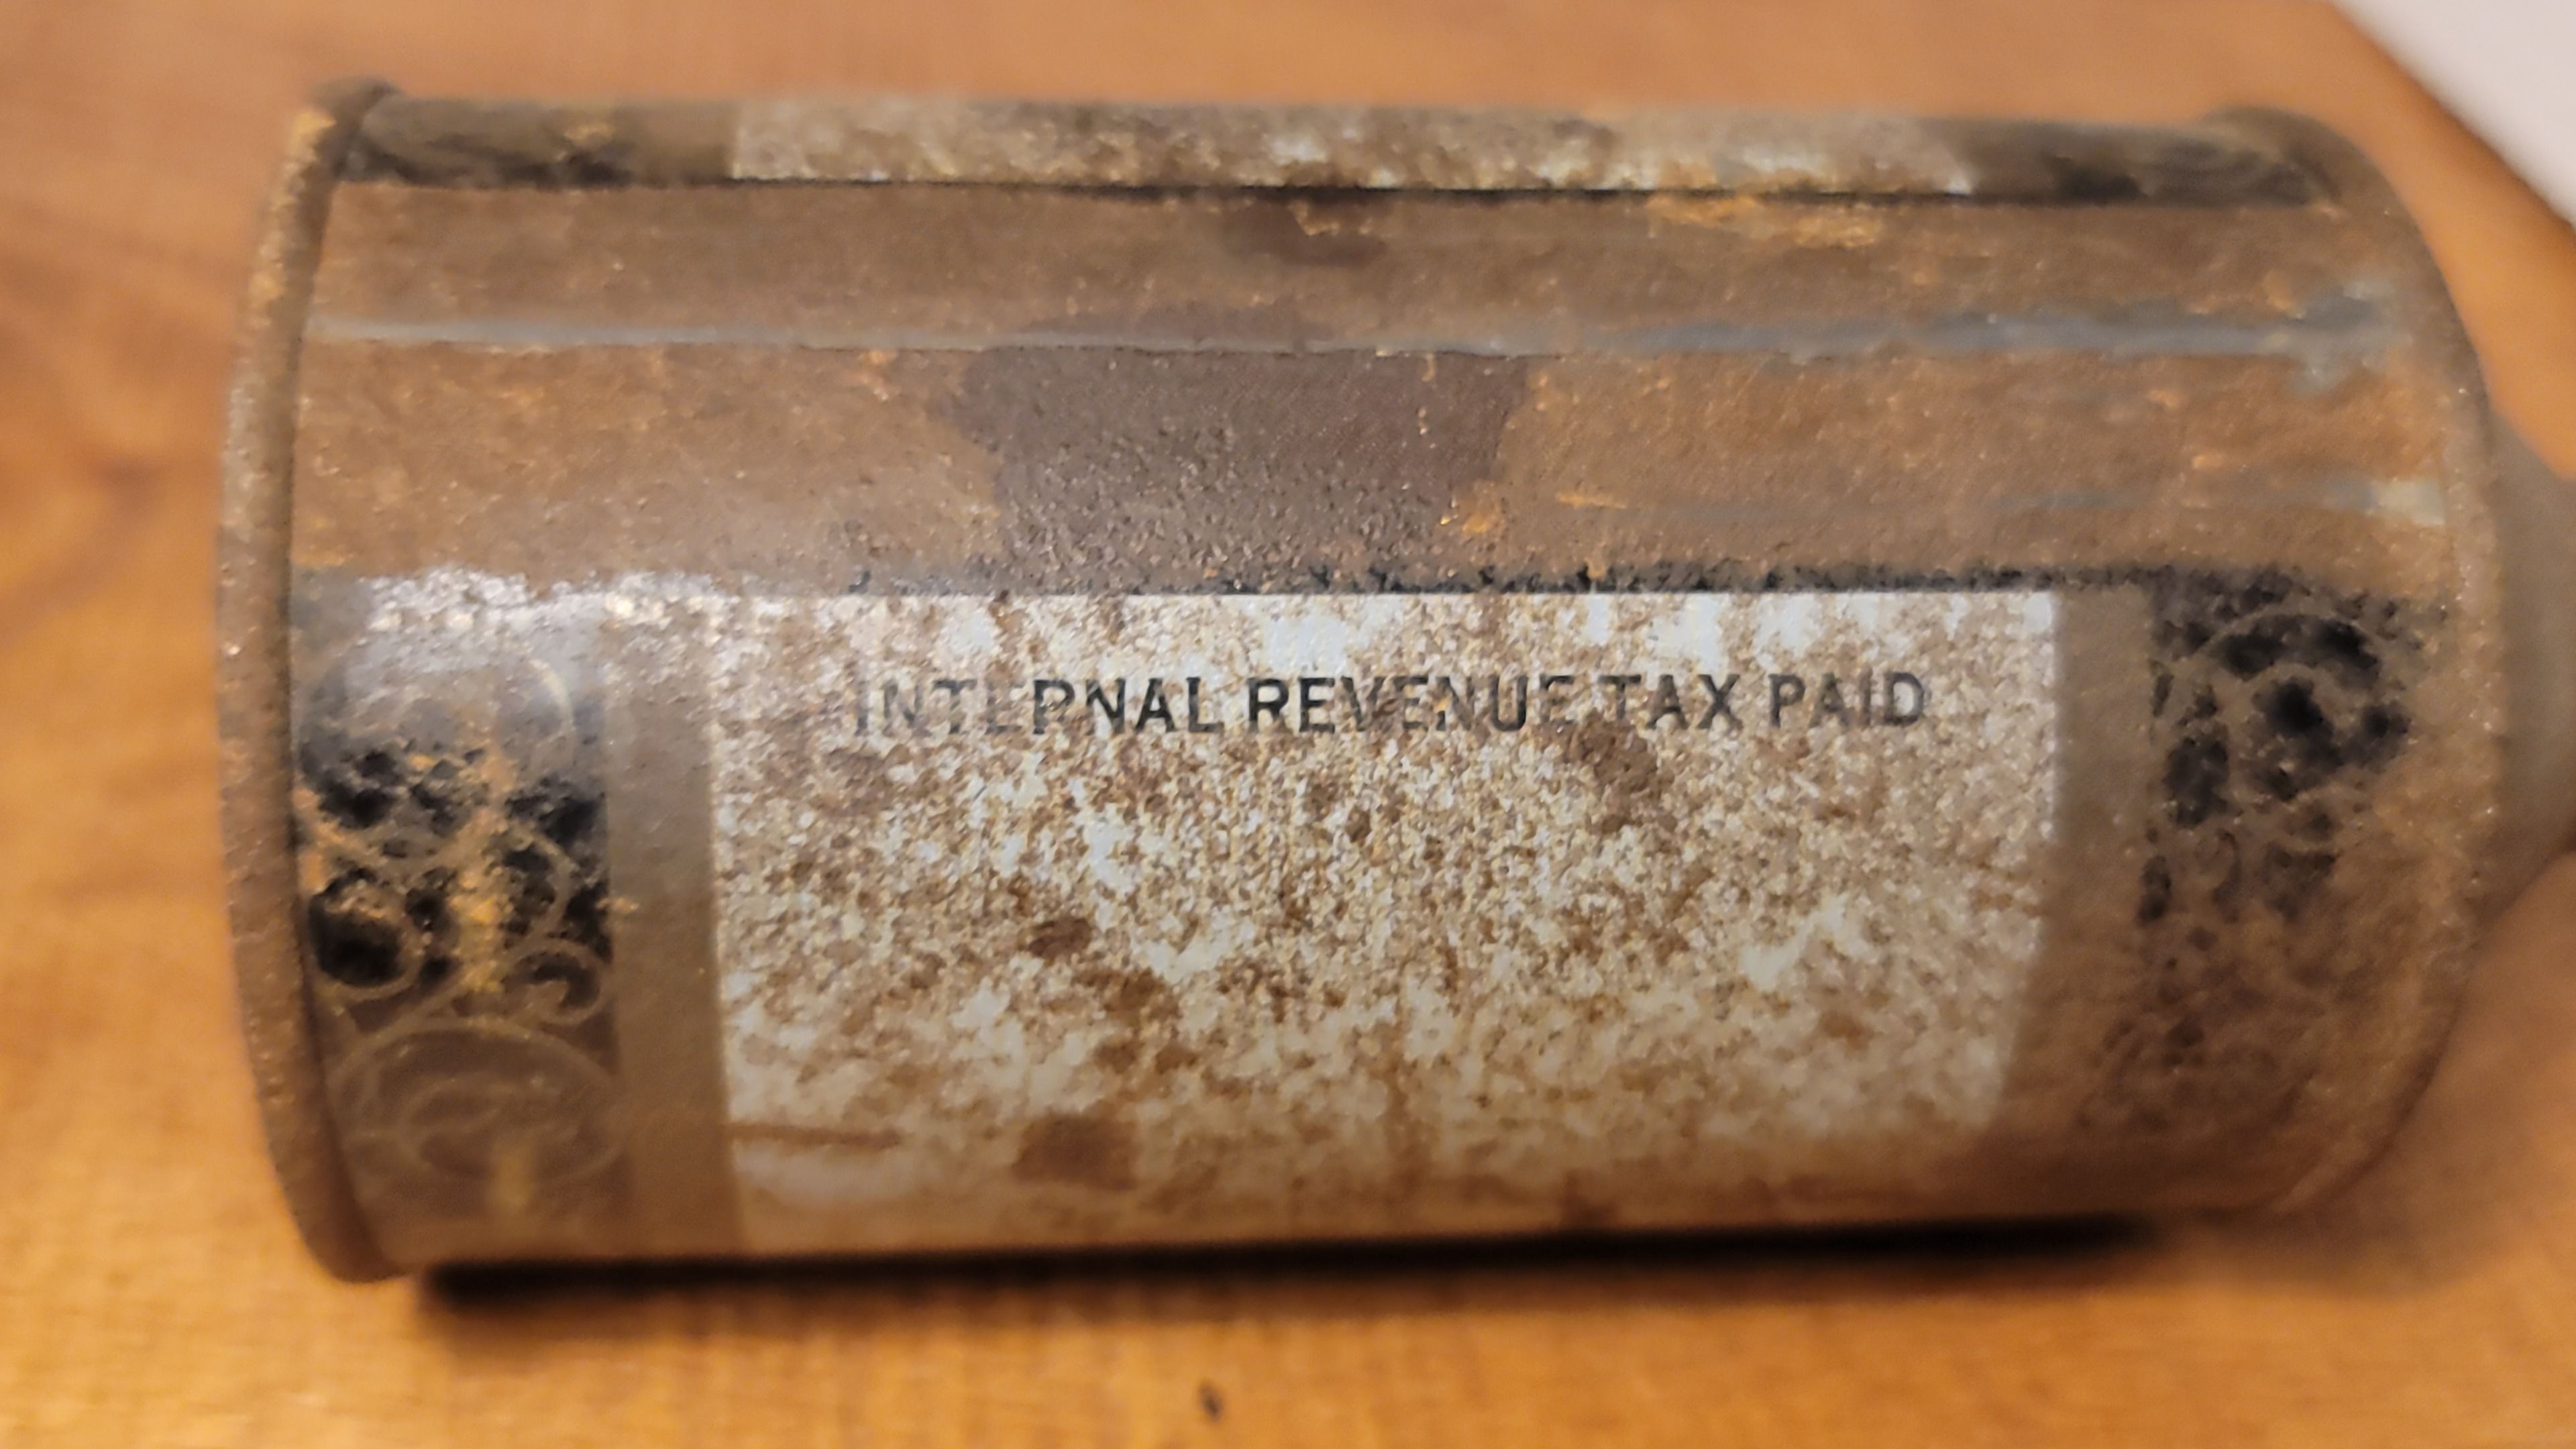 INTERNAL REVENUE TAX PAID